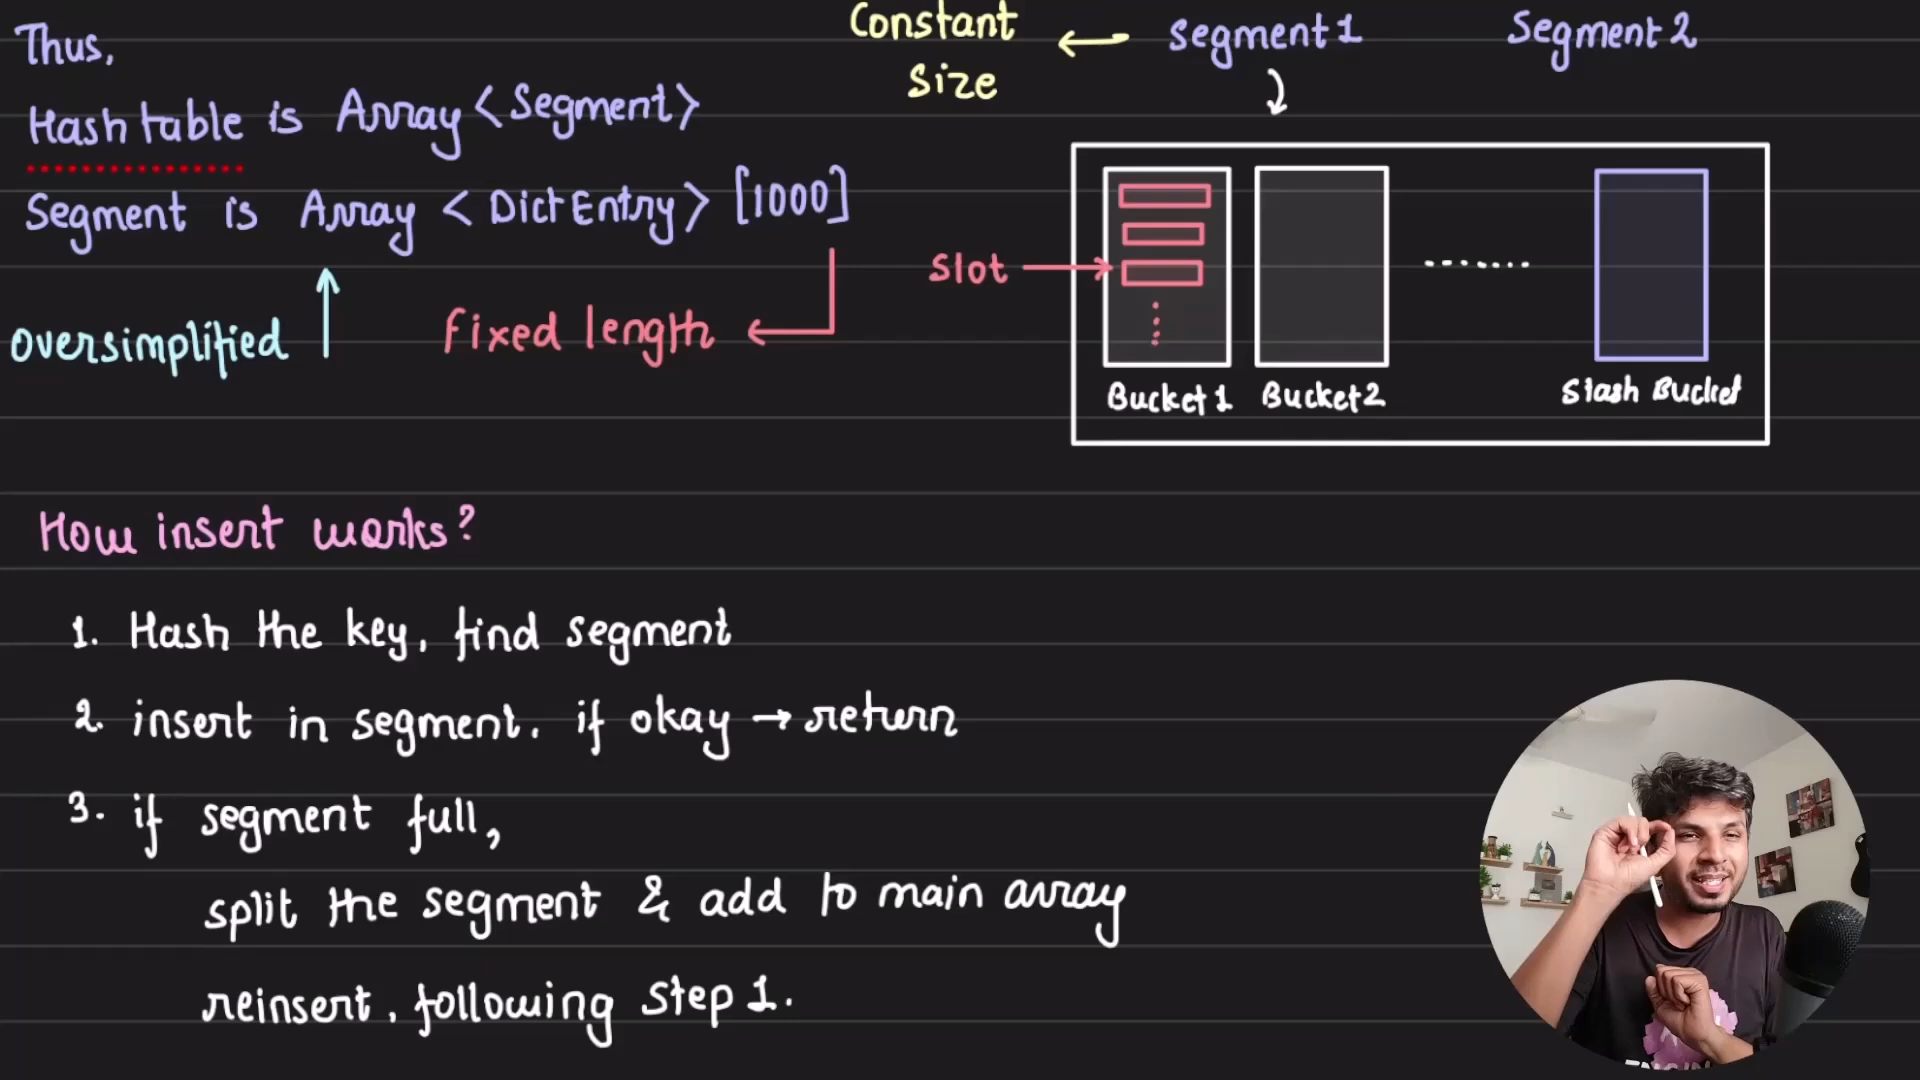 Thus,
Hash table is Array <Segment>
Segment is Array < DictEntry> [1000]
oversimplified
fixed length
Constant
Size
Segment 1
Segment 2
Slot
Bucket 1
Bucket 2
Stash Bucket
How insert works?
1. Hash the key, find segment
2. insert in segment. if okay → return
3. if segment full,
split the segment & add to main array
reinsert, following step 1.